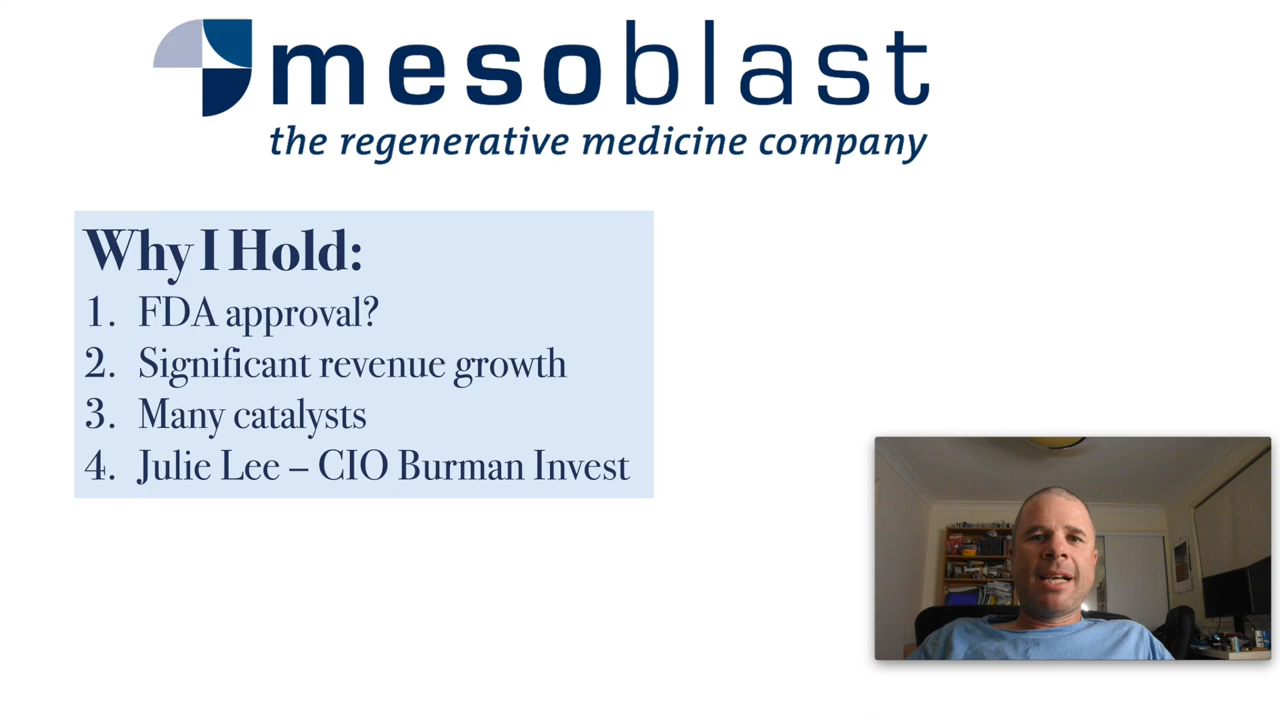 mesoblast
the regenerative medicine company
Why I Hold:
1. FDA approval?
2. Significant revenue growth
3. Many catalysts
4. Julie Lee – CIO Burman Invest